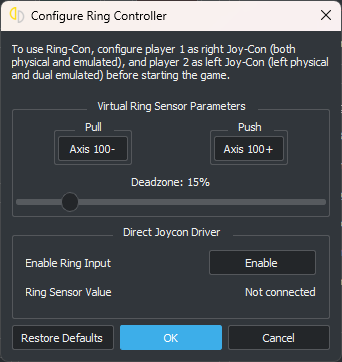 Configure Ring Controller
To use Ring-Con, configure player 1 as right Joy-Con (both
physical and emulated), and player 2 as left Joy-Con (left physical
and dual emulated) before starting the game.
Virtual Ring Sensor Parameters
Pull
Push
Axis 100-
Axis 100+
Deadzone: 15%
Direct Joycon Driver
Enable Ring Input
Enable
Ring Sensor Value
Not connected
Restore Defaults
OK
Cancel